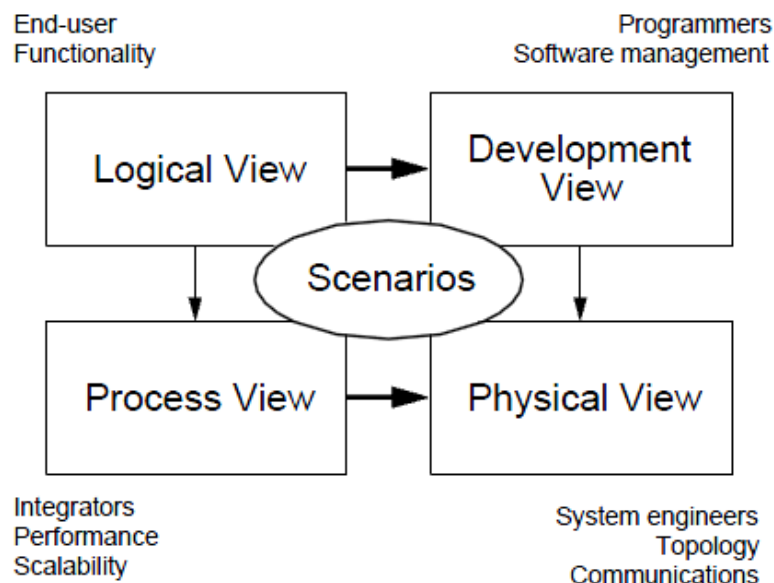 End-user
Functionality
Programmers
Software management
Logical View
Development
View
Scenarios
Process View
Physical View
Integrators
Performance
Scalability
System engineers
Topology
Communications